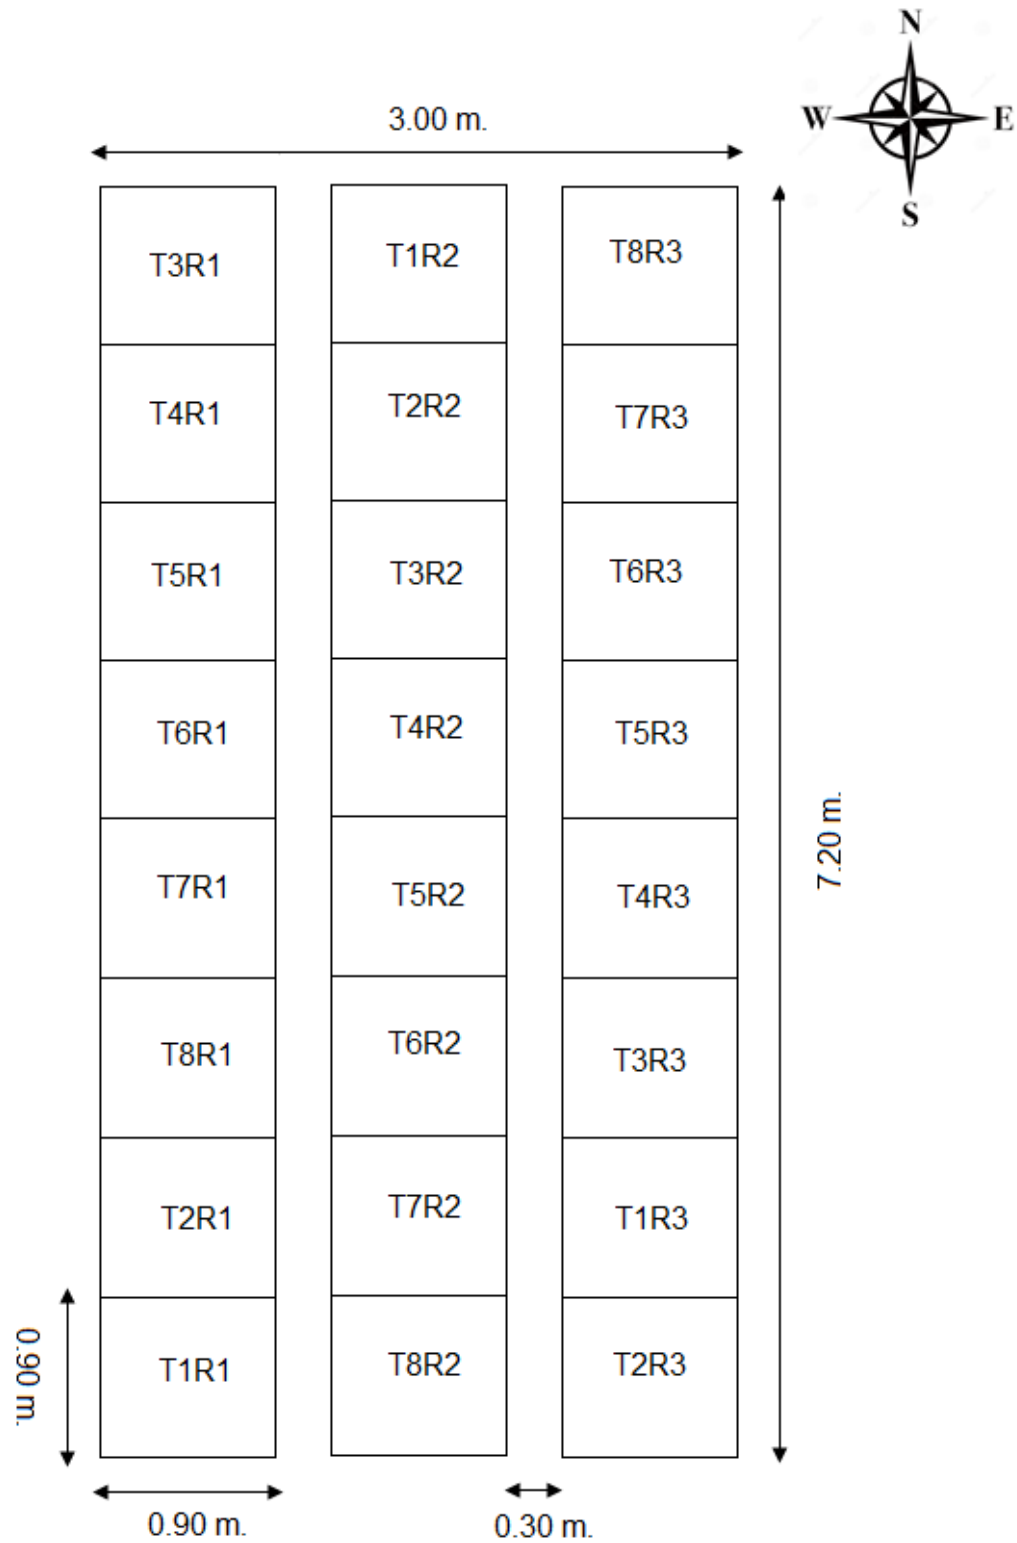 N
W E
S
3.00 m.
T3R1 T1R2 T8R3
T4R1 T2R2 T7R3
T5R1 T3R2 T6R3
T6R1 T4R2 T5R3
T7R1 T5R2 T4R3
T8R1 T6R2 T3R3
T2R1 T7R2 T1R3
T1R1 T8R2 T2R3
7.20 m.
0.90 m.
0.90 m.
0.30 m.